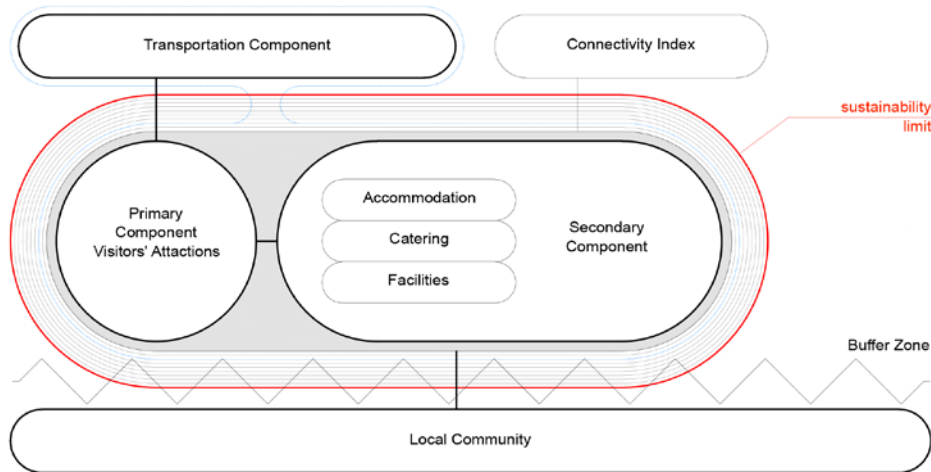 Transportation Component
Connectivity Index
sustainability
limit
Primary
Component
Visitors' Attactions
Accommodation
Catering
Facilities
Secondary
Component
Buffer Zone
Local Community